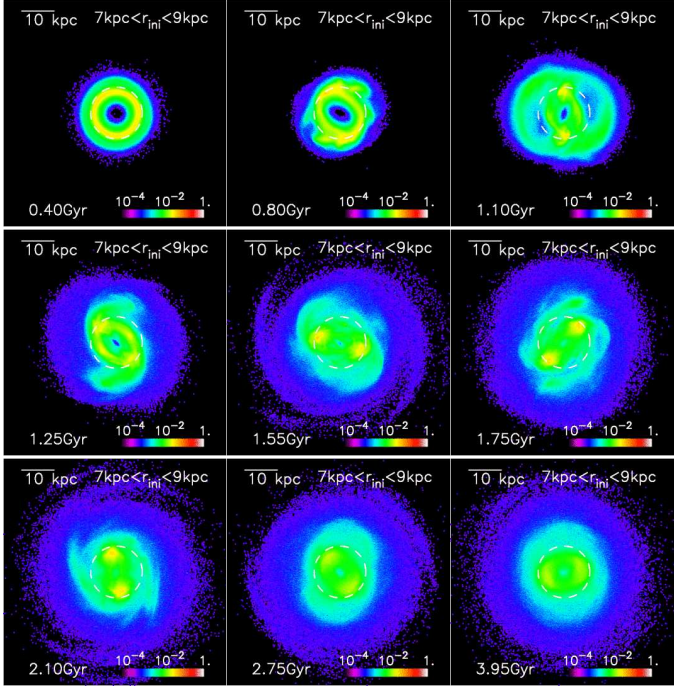 10 kpc 7kpc<r_ini<9kpc
10 kpc 7kpc<r_ini<9kpc
10 kpc 7kpc<r_ini<9kpc
10⁻⁴ 10⁻² 1.
0.40Gyr
10⁻⁴ 10⁻² 1.
0.80Gyr
10⁻⁴ 10⁻² 1.
1.10Gyr
10 kpc 7kpc<r_ini<9kpc
10 kpc 7kpc<r_ini<9kpc
10 kpc 7kpc<r_ini<9kpc
10⁻⁴ 10⁻² 1.
1.25Gyr
10⁻⁴ 10⁻² 1.
1.55Gyr
10⁻⁴ 10⁻² 1.
1.75Gyr
10 kpc 7kpc<r_ini<9kpc
10 kpc 7kpc<r_ini<9kpc
10 kpc 7kpc<r_ini<9kpc
10⁻⁴ 10⁻² 1.
2.10Gyr
10⁻⁴ 10⁻² 1.
2.75Gyr
10⁻⁴ 10⁻² 1.
3.95Gyr